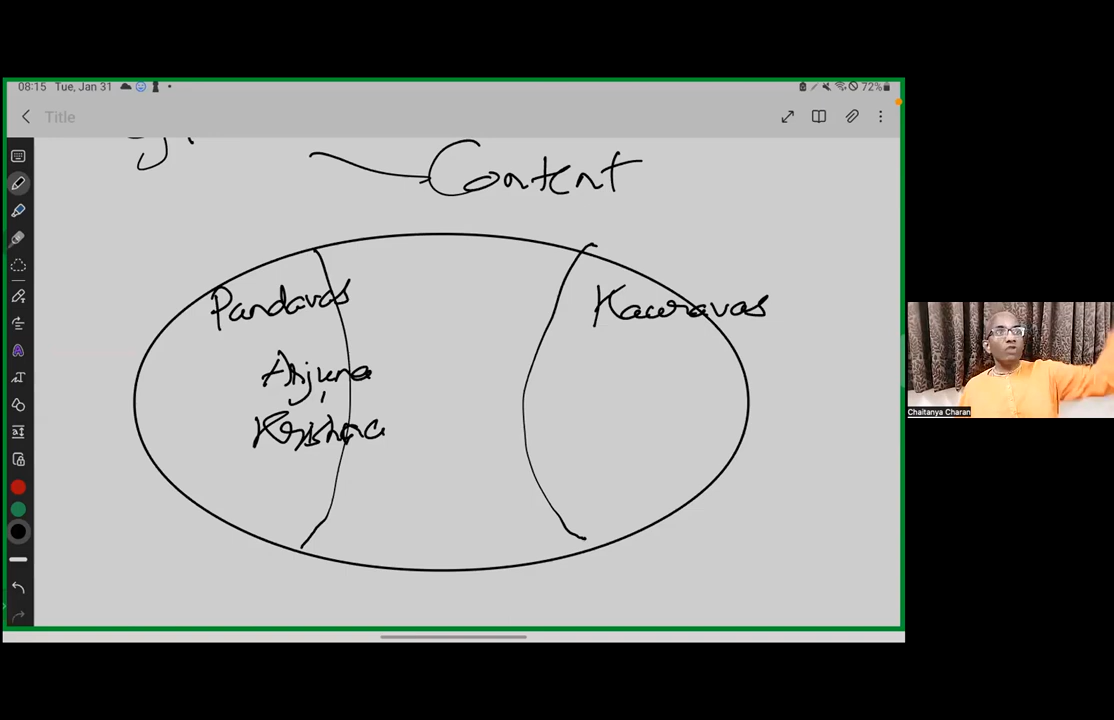 08:15 Tue, Jan 31
72%
Title
Content
Pandavas
Kauravas
Arjuna
Krishna
Chaitanya Charan